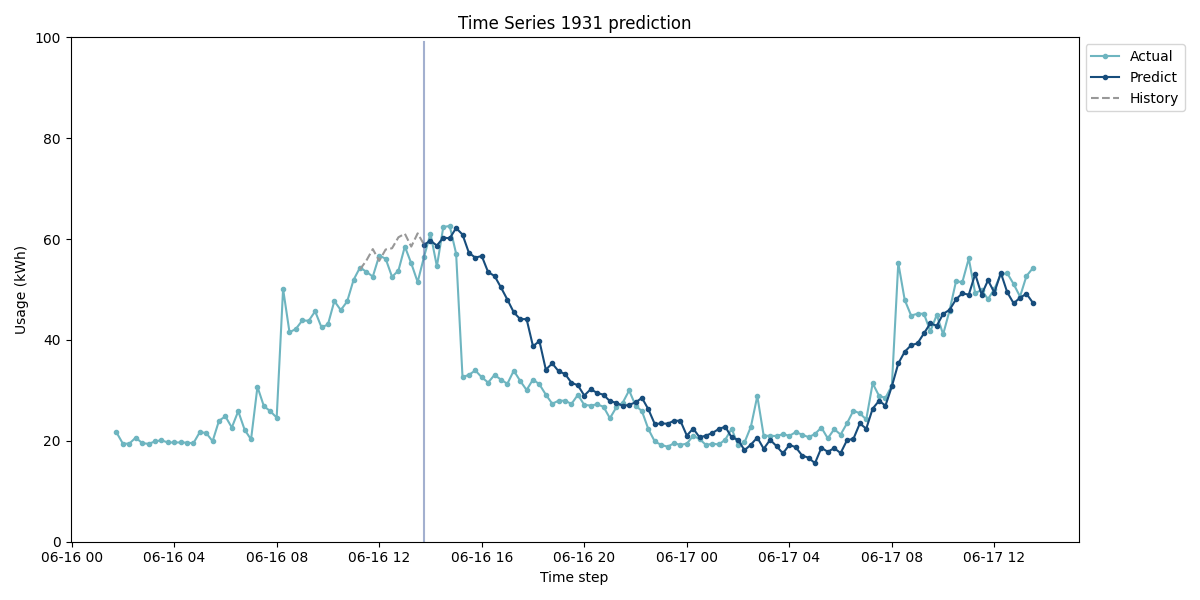 Time Series 1931 prediction
100
80
60
40
20
0
Usage (kWh)
06-16 00
06-16 04
06-16 08
06-16 12
06-16 16
06-16 20
06-17 00
06-17 04
06-17 08
06-17 12
Time step
Actual
Predict
History